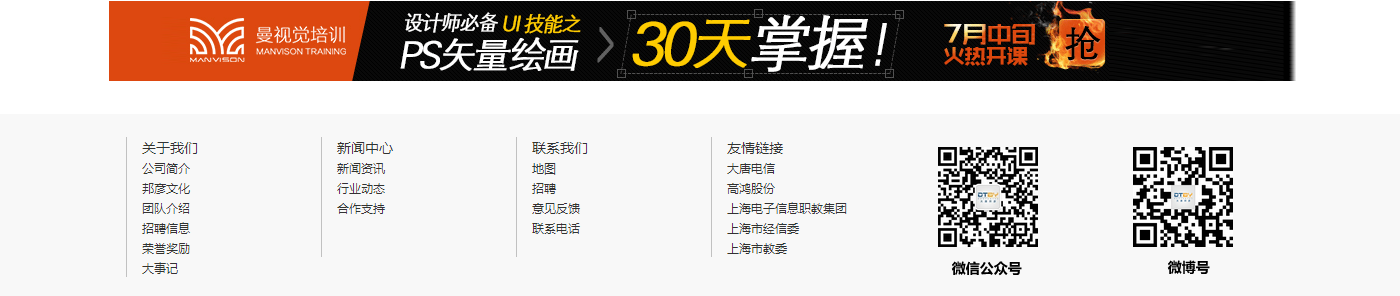 MANVISON
曼视觉培训
MANVISON TRAINING
设计师必备 UI 技能之
PS矢量绘画
30天掌握!
7月中旬
火热开课
抢
关于我们
公司简介
邦彦文化
团队介绍
招聘信息
荣誉奖励
大事记
新闻中心
新闻资讯
行业动态
合作支持
联系我们
地图
招聘
意见反馈
联系电话
友情链接
大唐电信
高鸿股份
上海电子信息职教集团
上海市经信委
上海市教委
DTBY
微信公众号
DTBY
微博号